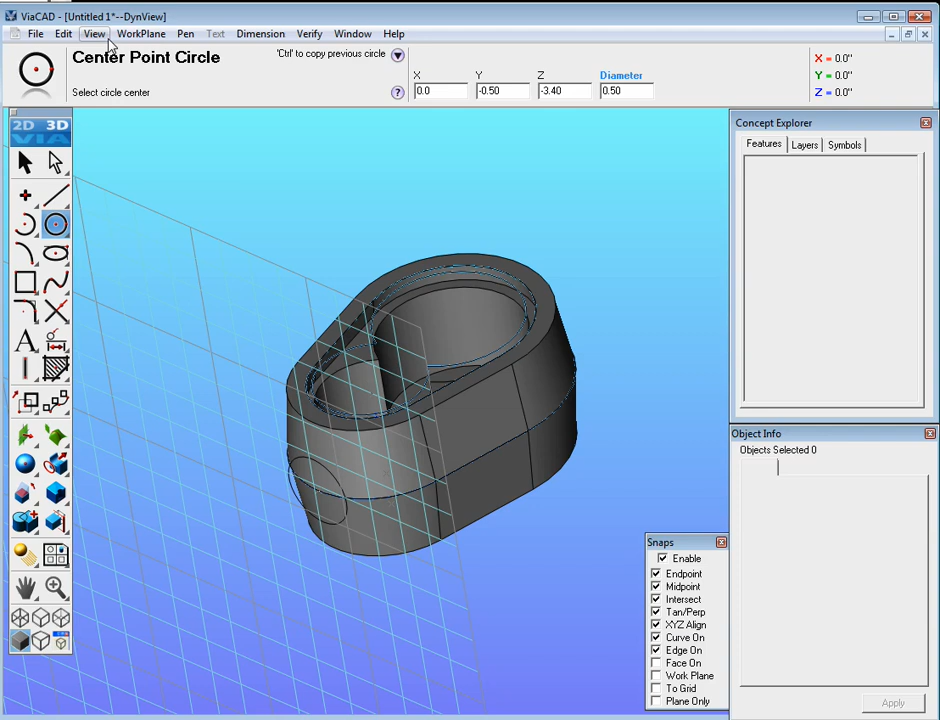 ViaCAD - [Untitled 1*--DynView]
File Edit View WorkPlane Pen Text Dimension Verify Window Help
Center Point Circle
'Ctrl' to copy previous circle
Select circle center
?
X Y Z Diameter
0.0 -0.50 -3.40 0.50
X = 0.0"
Y = 0.0"
Z = 0.0"
2D 3D
VIA
A
Concept Explorer
Features Layers Symbols
Object Info
Objects Selected 0
Apply
Snaps
Enable
Endpoint
Midpoint
Intersect
Tan/Perp
XYZ Align
Curve On
Edge On
Face On
Work Plane
To Grid
Plane Only